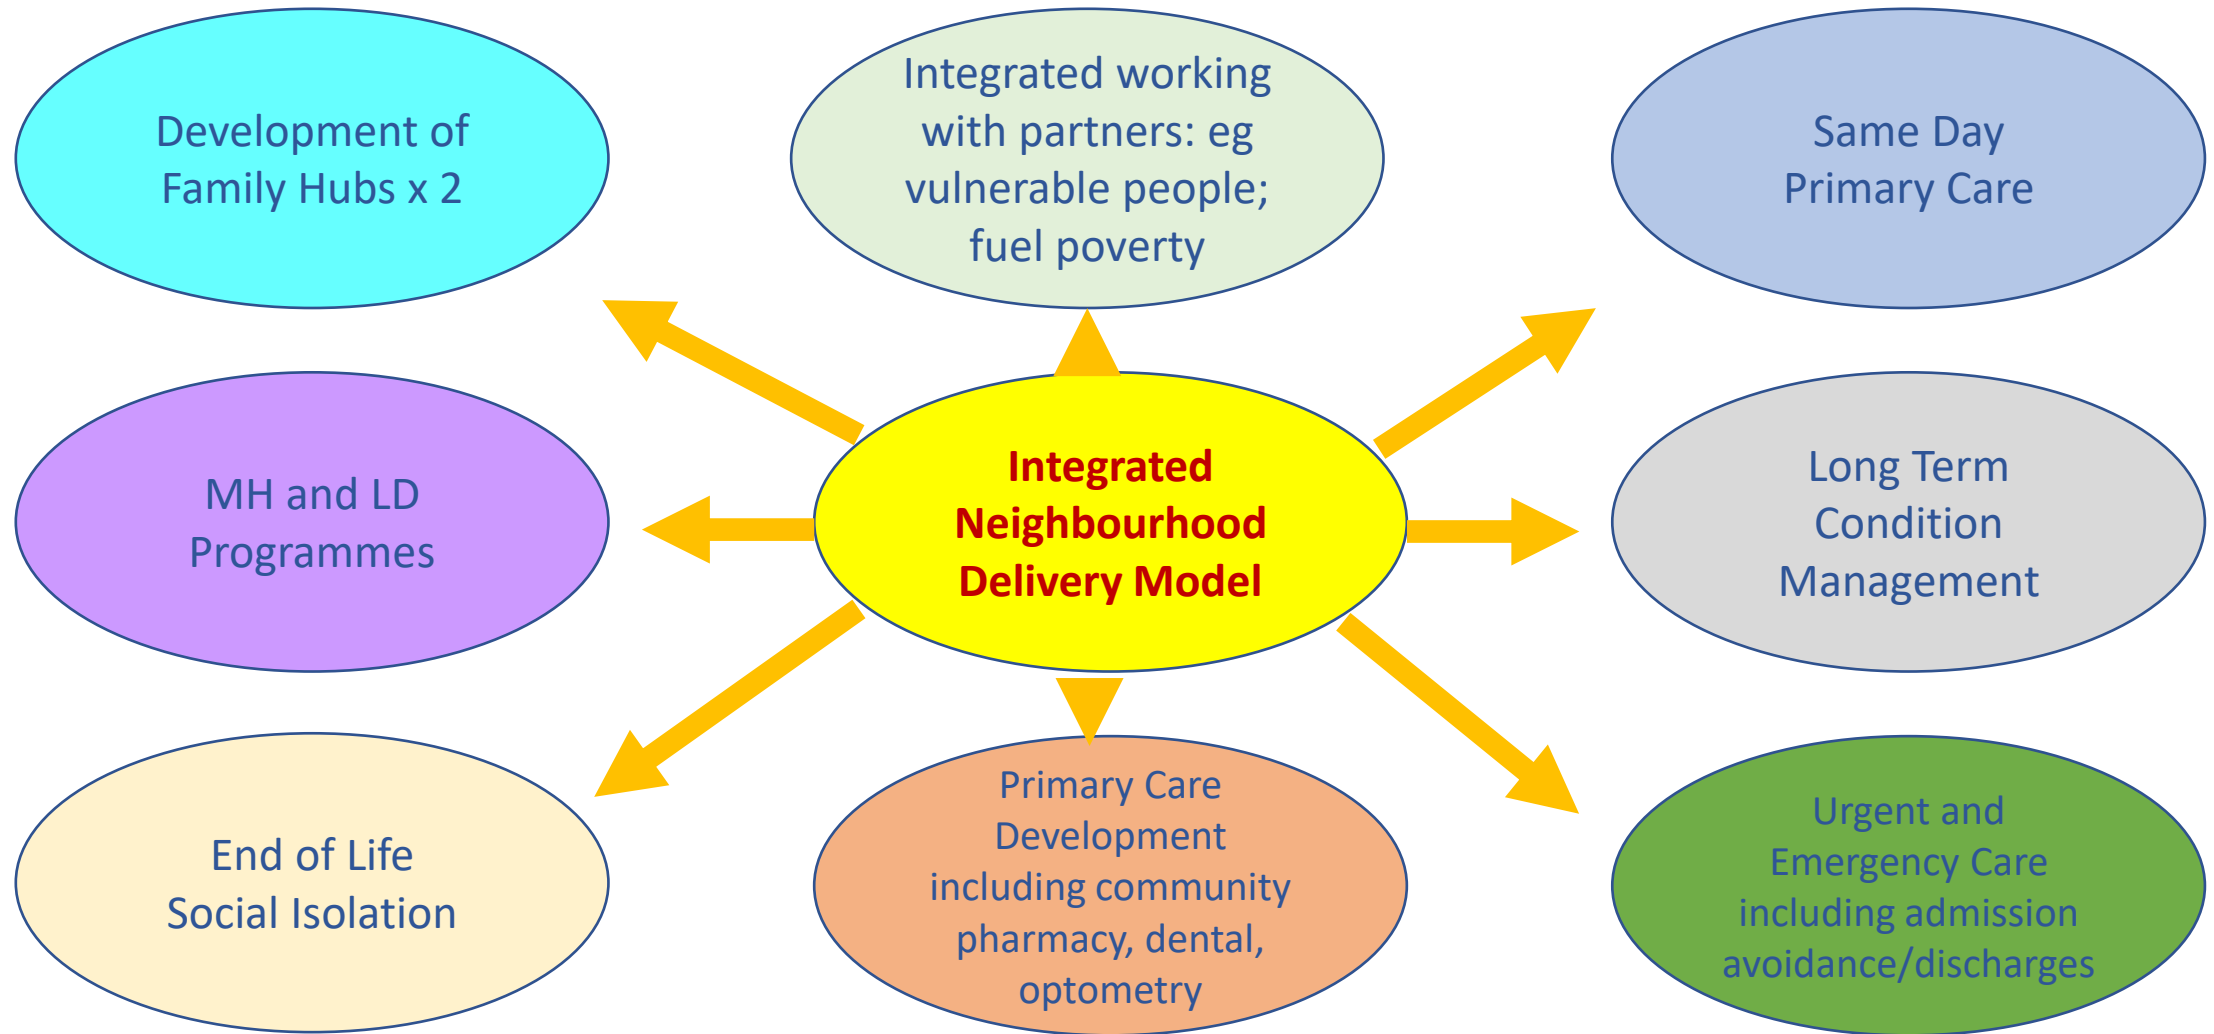 Development of
Family Hubs x 2
Integrated working
with partners: eg
vulnerable people;
fuel poverty
Same Day
Primary Care
MH and LD
Programmes
Integrated
Neighbourhood
Delivery Model
Long Term
Condition
Management
End of Life
Social Isolation
Primary Care
Development
including community
pharmacy, dental,
optometry
Urgent and
Emergency Care
including admission
avoidance/discharges